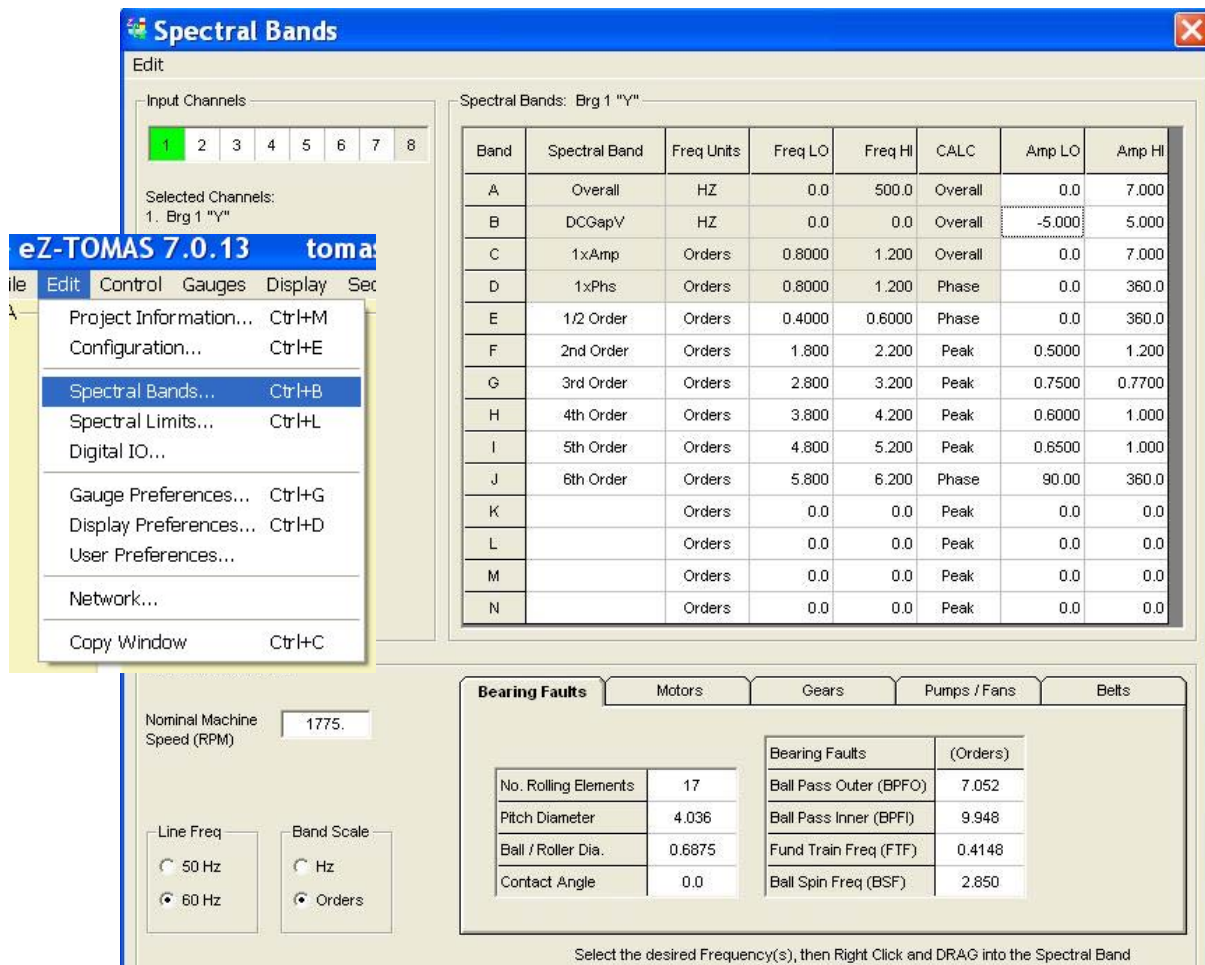 Spectral Bands
Edit
Input Channels
1 2 3 4 5 6 7 8
Selected Channels:
1. Brg 1 "Y"
eZ-TOMAS 7.0.13 tomas
Edit Control Gauges Display Sec
Project Information... Ctrl+M
Configuration... Ctrl+E
Spectral Bands... Ctrl+B
Spectral Limits... Ctrl+L
Digital IO...
Gauge Preferences... Ctrl+G
Display Preferences... Ctrl+D
User Preferences...
Network...
Copy Window Ctrl+C
Spectral Bands: Brg 1 "Y"
Band Spectral Band Freq Units Freq LO Freq HI CALC Amp LO Amp HI
A Overall HZ 0.0 500.0 Overall 0.0 7.000
B DCGapV HZ 0.0 0.0 Overall -5.000 5.000
C 1xAmp Orders 0.8000 1.200 Overall 0.0 7.000
D 1xPhs Orders 0.8000 1.200 Phase 0.0 360.0
E 1/2 Order Orders 0.4000 0.6000 Phase 0.0 360.0
F 2nd Order Orders 1.800 2.200 Peak 0.5000 1.200
G 3rd Order Orders 2.800 3.200 Peak 0.7500 0.7700
H 4th Order Orders 3.800 4.200 Peak 0.6000 1.000
I 5th Order Orders 4.800 5.200 Peak 0.6500 1.000
J 6th Order Orders 5.800 6.200 Phase 90.00 360.0
K Orders 0.0 0.0 Peak 0.0 0.0
L Orders 0.0 0.0 Peak 0.0 0.0
M Orders 0.0 0.0 Peak 0.0 0.0
N Orders 0.0 0.0 Peak 0.0 0.0
Nominal Machine
Speed (RPM)
1775.
Line Freq
50 Hz
60 Hz
Band Scale
Hz
Orders
Bearing Faults Motors Gears Pumps / Fans Belts
No. Rolling Elements 17
Pitch Diameter 4.036
Ball / Roller Dia. 0.6875
Contact Angle 0.0
Bearing Faults (Orders)
Ball Pass Outer (BPFO) 7.052
Ball Pass Inner (BPFI) 9.948
Fund Train Freq (FTF) 0.4148
Ball Spin Freq (BSF) 2.850
Select the desired Frequency(s), then Right Click and DRAG into the Spectral Band